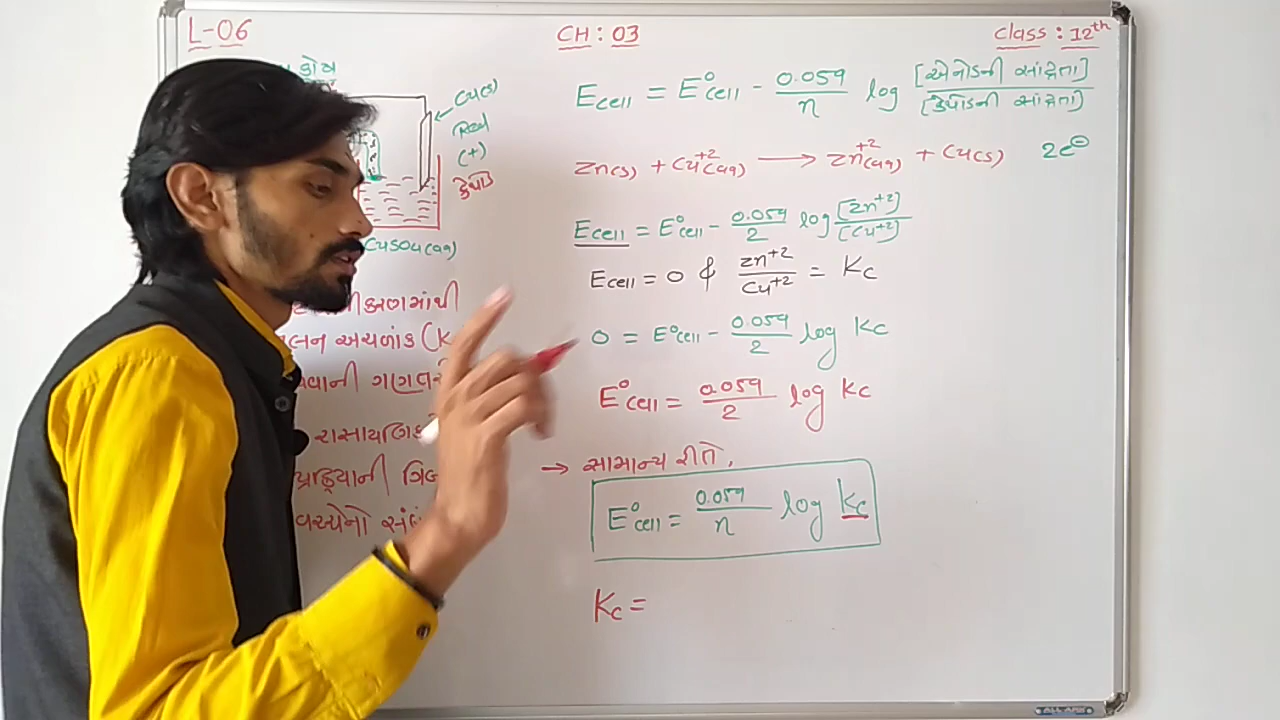 L-06
CH : 03
Class : 12th
કોષ
Cu(s)
Red
(+)
કેથોડ
CuSO4(aq)
(K
રાસાયણિક
વચ્ચેનો
Ecell = E°cell - 0.059/n log [એનોડની સાંદ્રતા]/[કેથોડની સાંદ્રતા]
Zn(s) + Cu+2(aq) ⟶ Zn+2(aq) + Cu(s) 2e⊖
Ecell = E°cell - 0.059/2 log [Zn+2]/[Cu+2]
Ecell = 0 & Zn+2/Cu+2 = Kc
0 = E°cell - 0.059/2 log Kc
E°cell = 0.059/2 log Kc
→ સામાન્ય રીતે,
E°cell = 0.059/n log Kc
Kc =